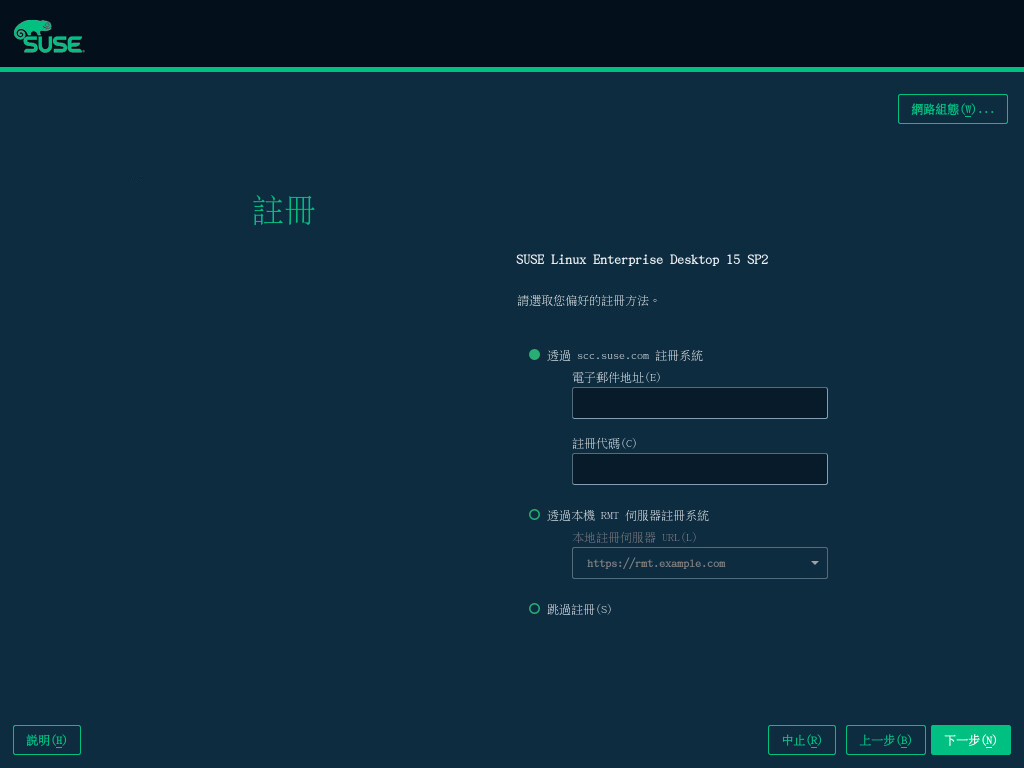 SUSE
網路組態(W)...
註冊
SUSE Linux Enterprise Desktop 15 SP2
請選取您偏好的註冊方法。
透過 scc.suse.com 註冊系統
電子郵件地址(E)
註冊代碼(C)
透過本機 RMT 伺服器註冊系統
本地註冊伺服器 URL(L)
https://rmt.example.com
跳過註冊(S)
說明(H)
中止(R)
上一步(B)
下一步(N)